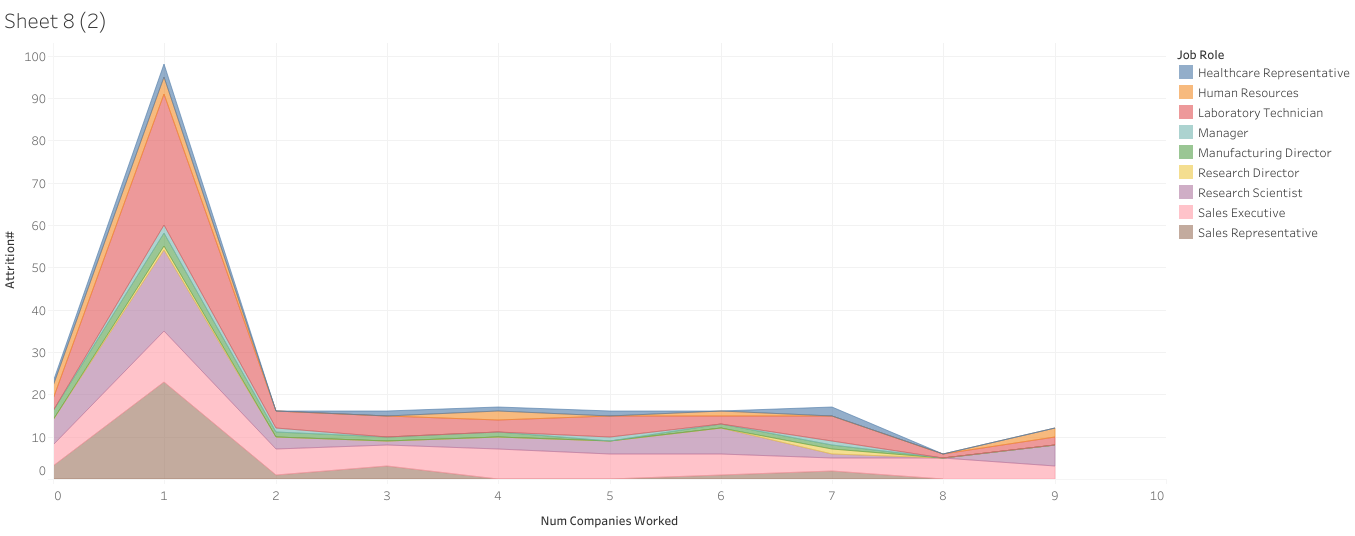 Sheet 8 (2)
100
90
80
70
60
50
40
30
20
10
0
Attrition#
0 1 2 3 4 5 6 7 8 9 10
Num Companies Worked
Job Role
Healthcare Representative
Human Resources
Laboratory Technician
Manager
Manufacturing Director
Research Director
Research Scientist
Sales Executive
Sales Representative